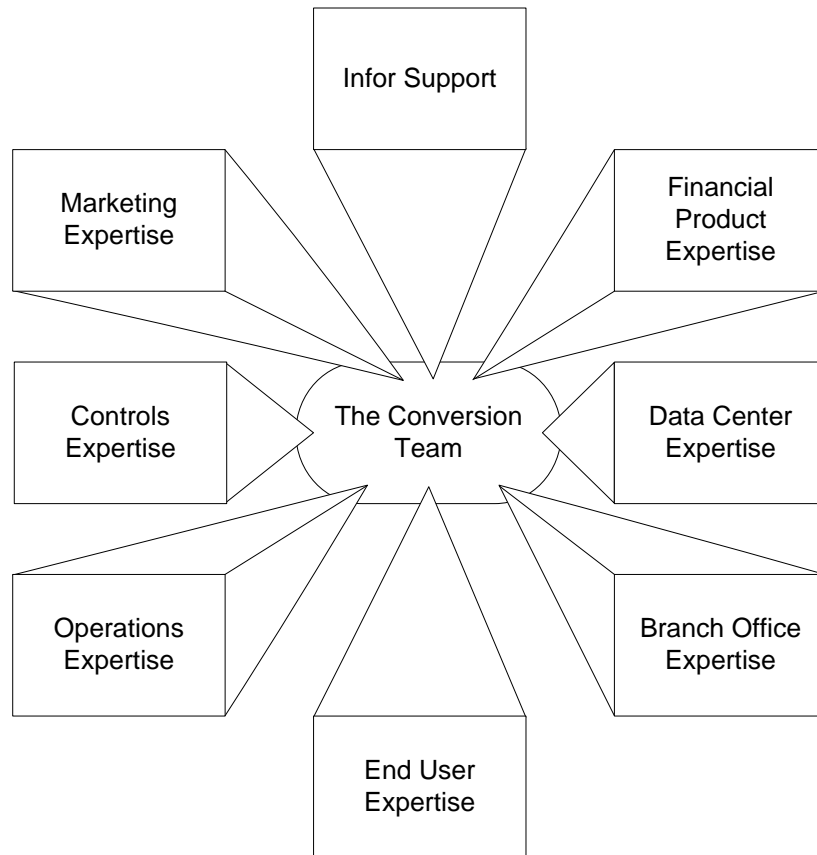 Infor Support
Marketing
Expertise
Financial
Product
Expertise
Controls
Expertise
The Conversion
Team
Data Center
Expertise
Operations
Expertise
Branch Office
Expertise
End User
Expertise